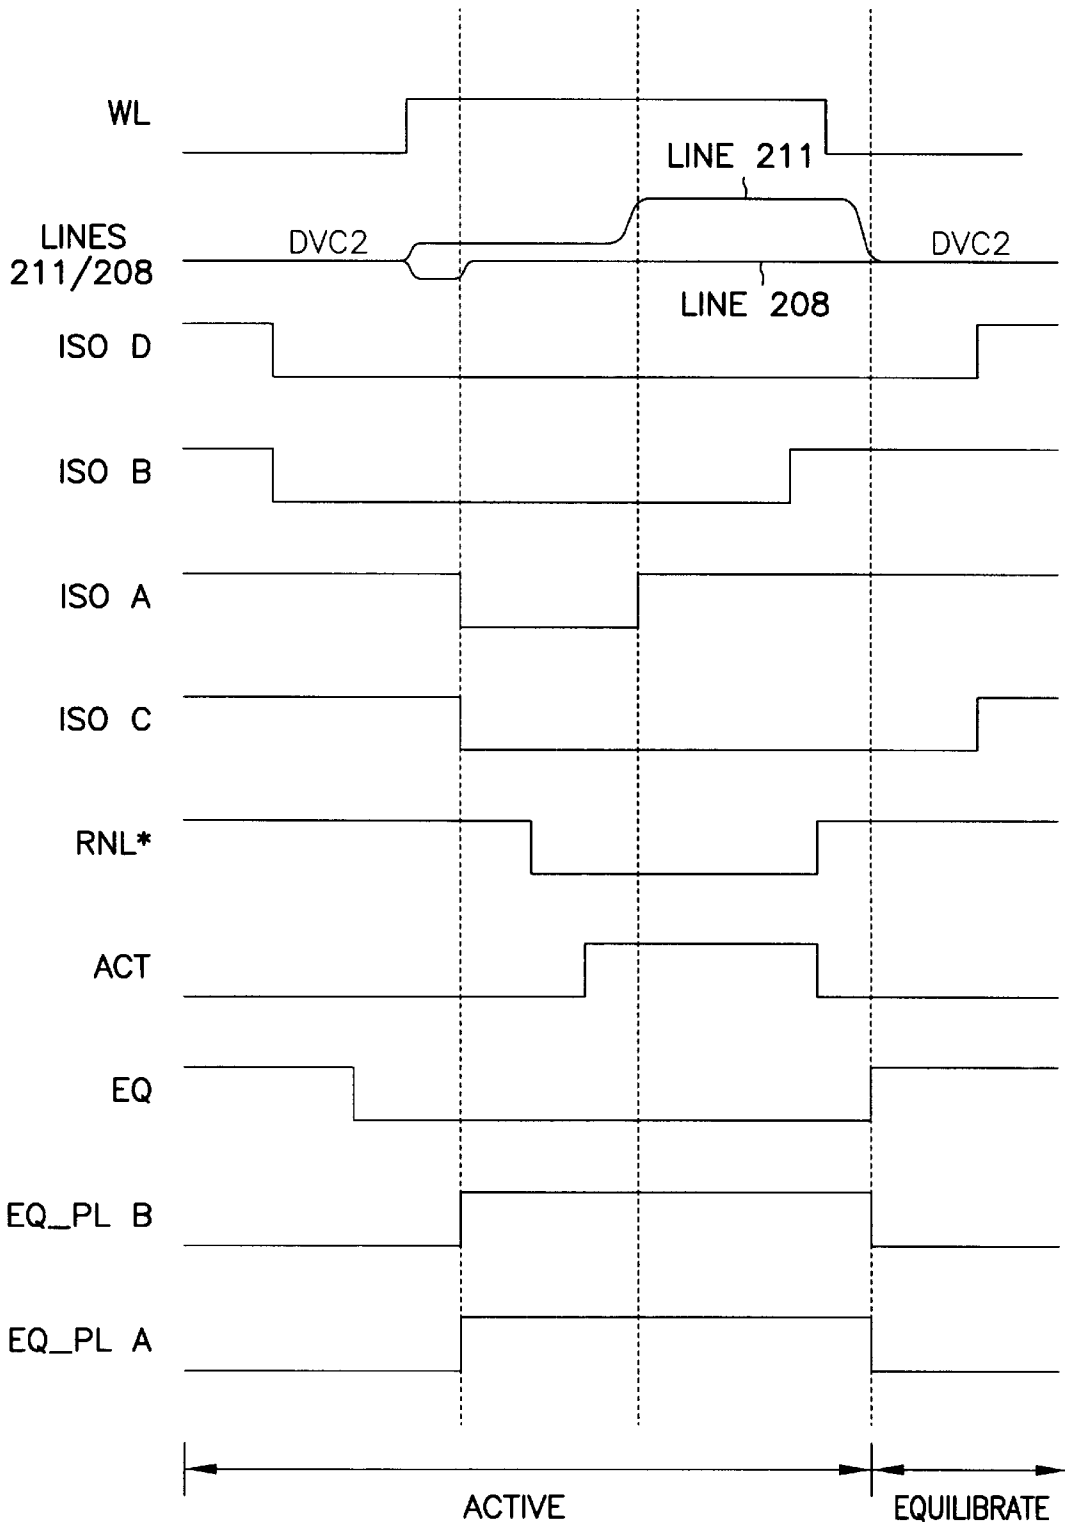 WL
LINE 211
LINES
211/208
DVC2
DVC2
LINE 208
ISO D
ISO B
ISO A
ISO C
RNL*
ACT
EQ
EQ_PL B
EQ_PL A
ACTIVE
EQUILIBRATE